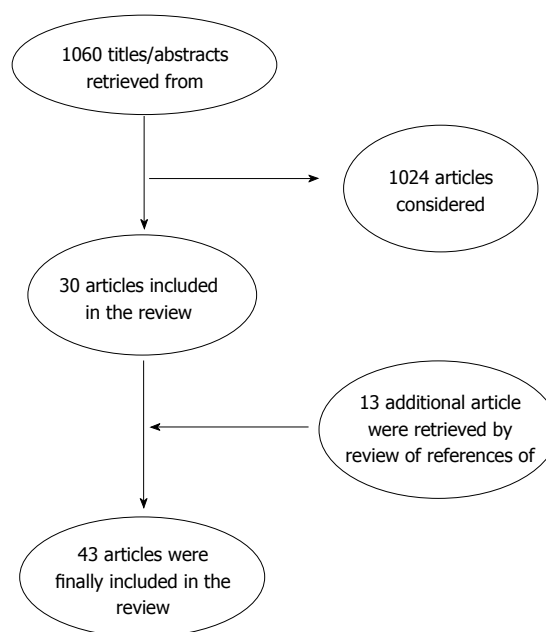 1060 titles/abstracts
retrieved from
1024 articles
considered
30 articles included
in the review
13 additional article
were retrieved by
review of references of
43 articles were
finally included in the
review